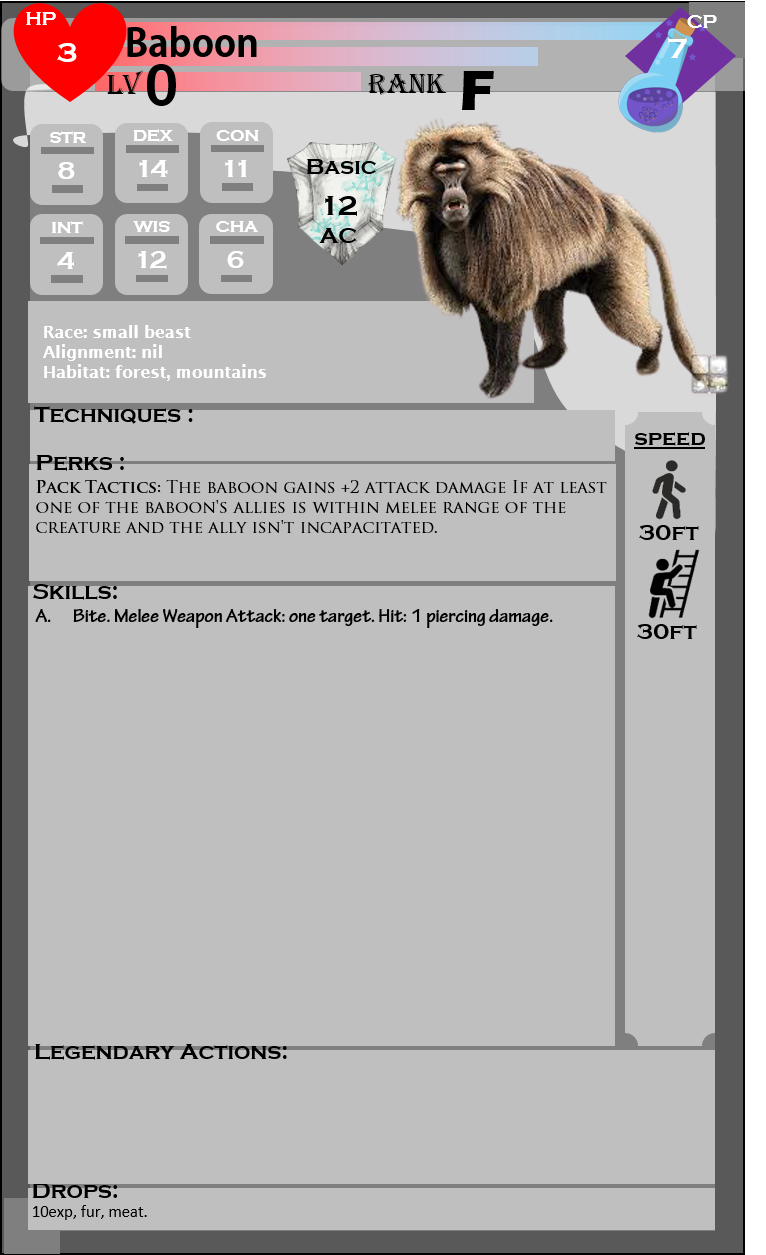 HP
3
Baboon
CP
7
LV 0
RANK F
STR
8
DEX
14
CON
11
INT
4
WIS
12
CHA
6
Basic
12
AC
Race: small beast
Alignment: nil
Habitat: forest, mountains
Techniques :
Perks :
Pack Tactics: The baboon gains +2 attack damage If at least
one of the baboon's allies is within melee range of the
creature and the ally isn't incapacitated.
Skills:
A. Bite. Melee Weapon Attack: one target. Hit: 1 piercing damage.
SPEED
30FT
30FT
Legendary Actions:
Drops:
10exp, fur, meat.